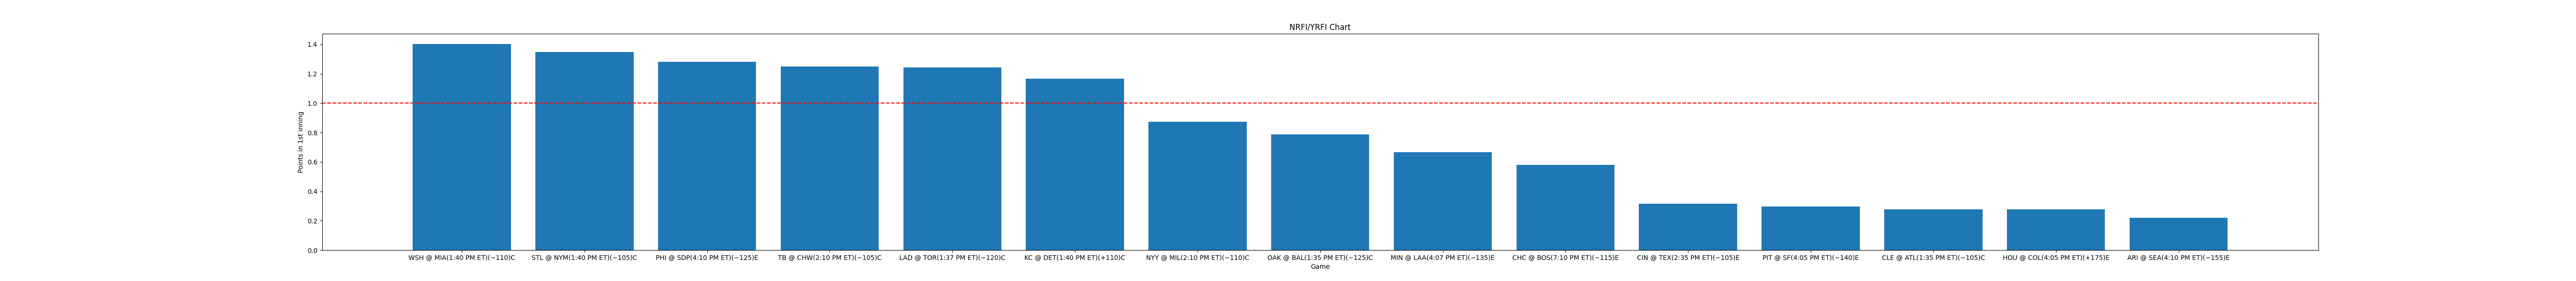 NRFI/YRFI Chart
1.4
1.2
1.0
0.8
0.6
0.4
0.2
0.0
Points in 1st inning
WSH @ MIA(1:40 PM ET)(−110)C
STL @ NYM(1:40 PM ET)(−105)C
PHI @ SDP(4:10 PM ET)(−125)E
TB @ CHW(2:10 PM ET)(−105)C
LAD @ TOR(1:37 PM ET)(−120)C
KC @ DET(1:40 PM ET)(+110)C
NYY @ MIL(2:10 PM ET)(−110)C
OAK @ BAL(1:35 PM ET)(−125)C
MIN @ LAA(4:07 PM ET)(−135)E
CHC @ BOS(7:10 PM ET)(−115)E
CIN @ TEX(2:35 PM ET)(−105)E
PIT @ SF(4:05 PM ET)(−140)E
CLE @ ATL(1:35 PM ET)(−105)C
HOU @ COL(4:05 PM ET)(+175)E
ARI @ SEA(4:10 PM ET)(−155)E
Game